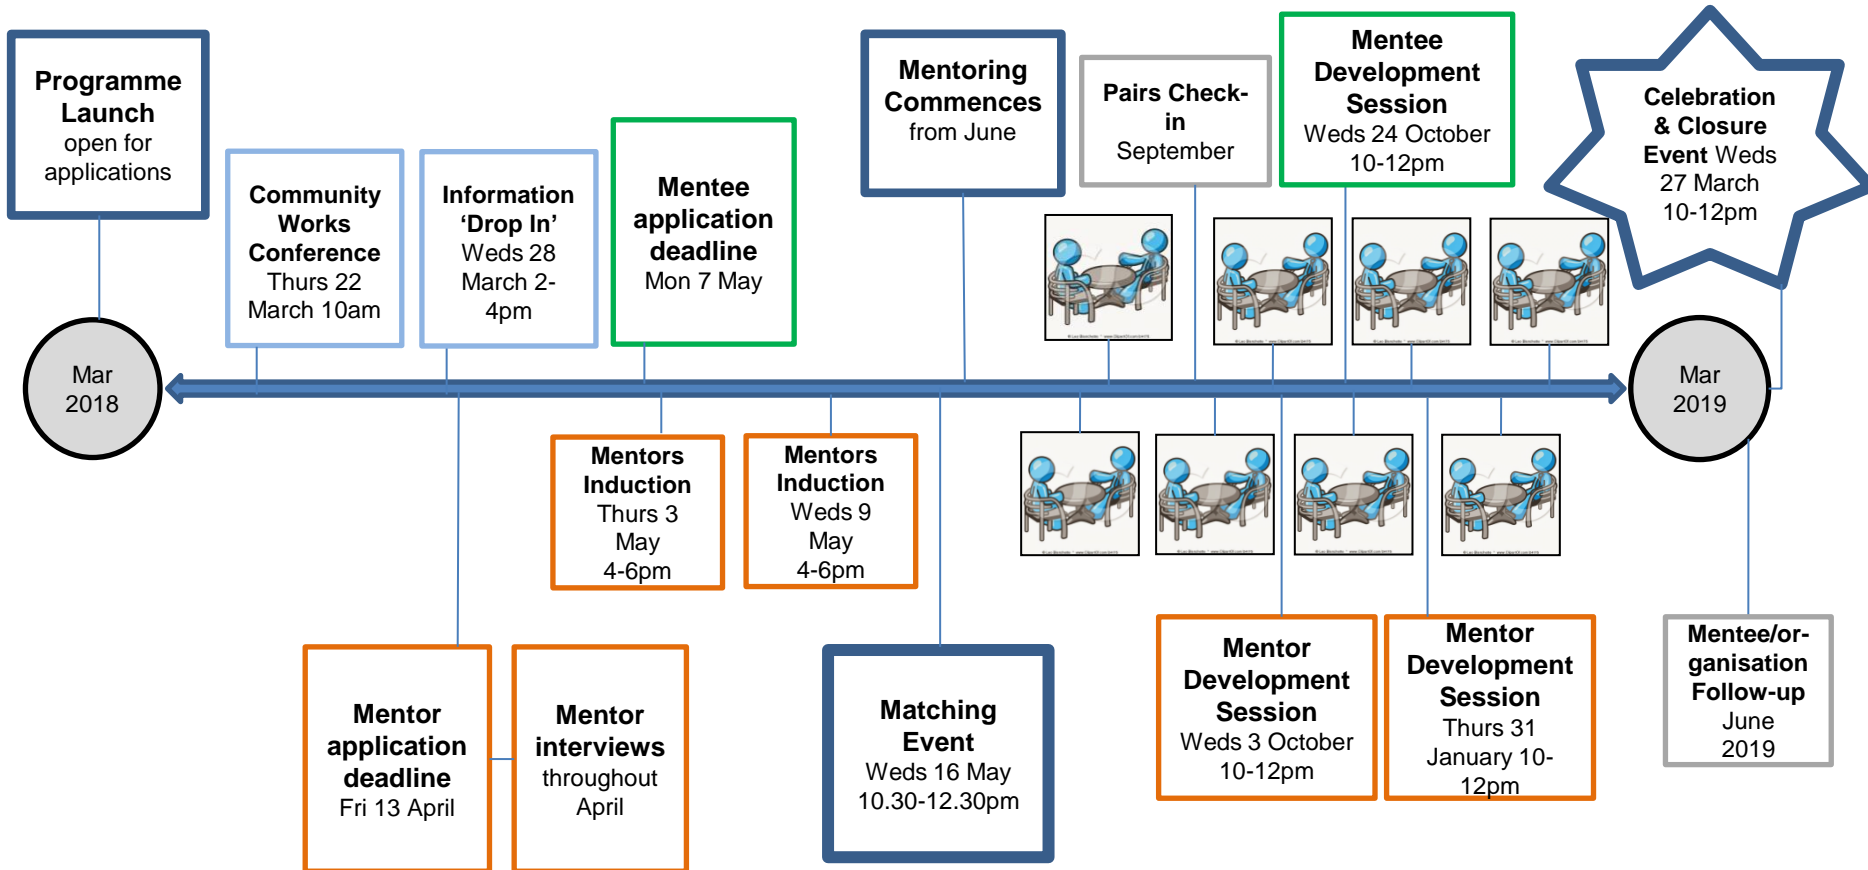 Programme
Launch
open for
applications
Community
Works
Conference
Thurs 22
March 10am
Information
‘Drop In’
Weds 28
March 2-
4pm
Mentee
application
deadline
Mon 7 May
Mentoring
Commences
from June
Pairs Check-
in
September
Mentee
Development
Session
Weds 24 October
10-12pm
Celebration
& Closure
Event Weds
27 March
10-12pm
Mar
2018
Mar
2019
Mentors
Induction
Thurs 3
May
4-6pm
Mentors
Induction
Weds 9
May
4-6pm
Mentor
application
deadline
Fri 13 April
Mentor
interviews
throughout
April
Matching
Event
Weds 16 May
10.30-12.30pm
Mentor
Development
Session
Weds 3 October
10-12pm
Mentor
Development
Session
Thurs 31
January 10-
12pm
Mentee/or-
ganisation
Follow-up
June
2019